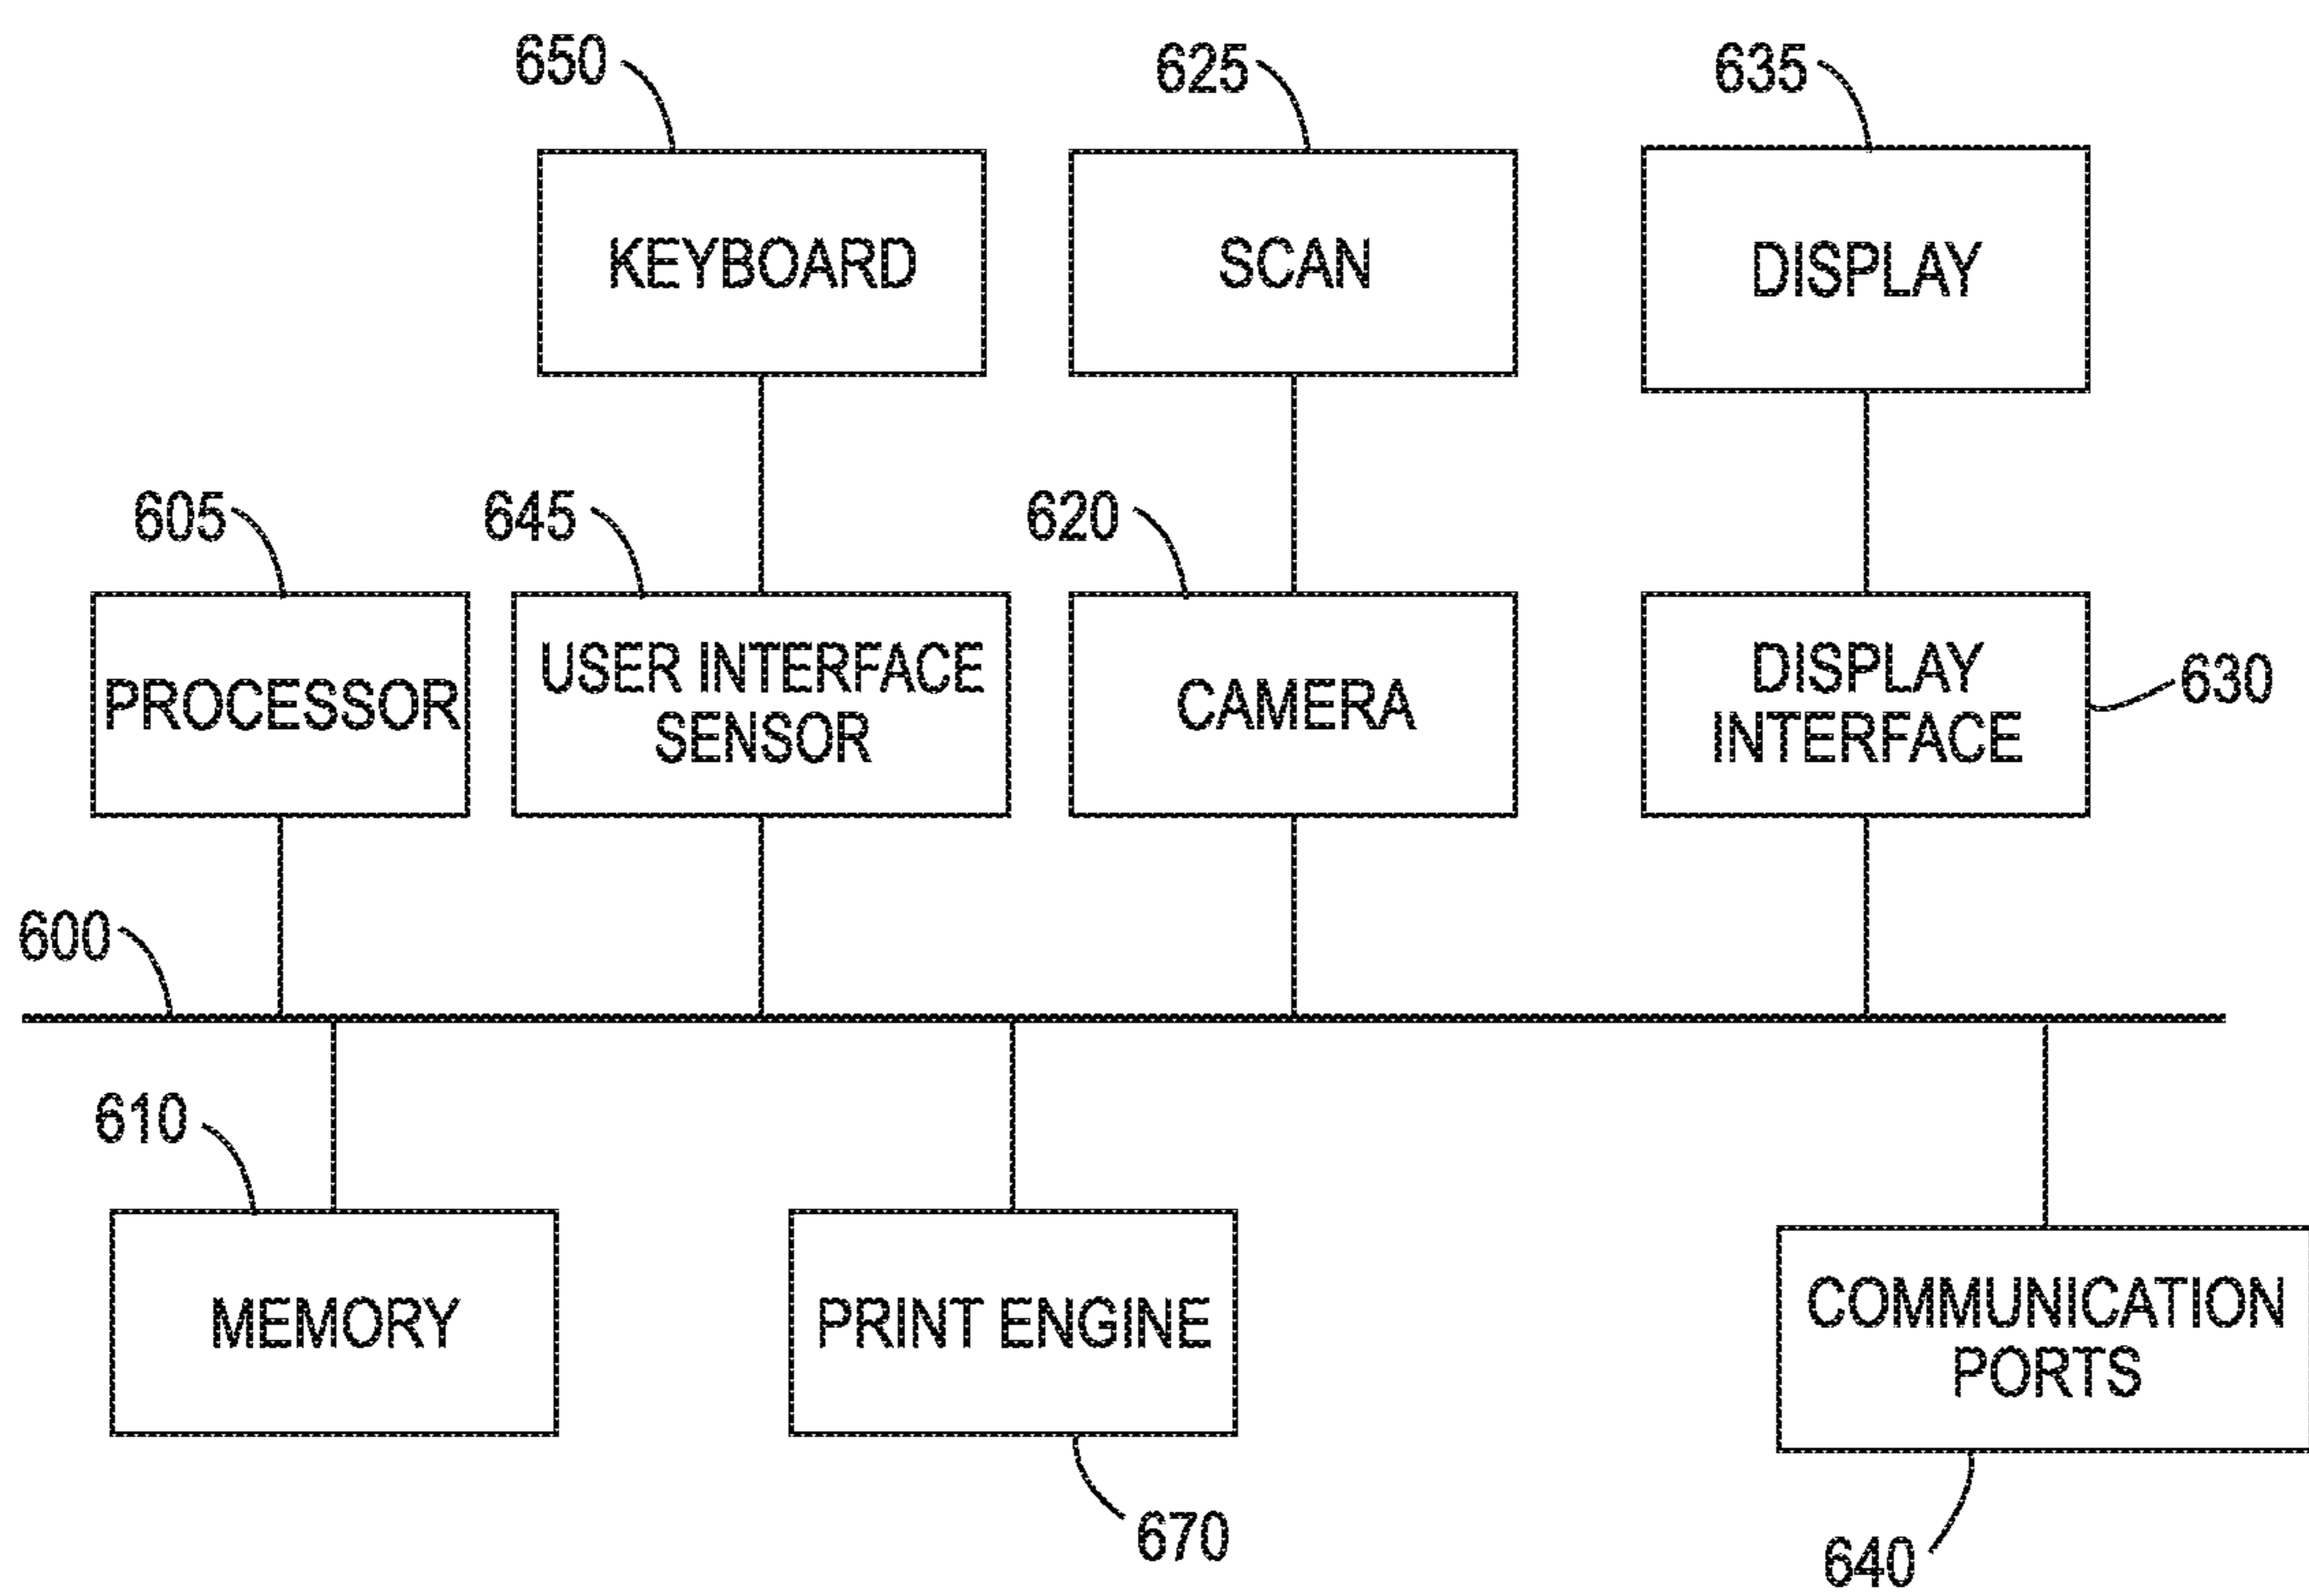 650
625
635
KEYBOARD
SCAN
DISPLAY
605
645
620
PROCESSOR
USER INTERFACE
SENSOR
CAMERA
DISPLAY
INTERFACE
630
600
610
MEMORY
PRINT ENGINE
COMMUNICATION
PORTS
670
640